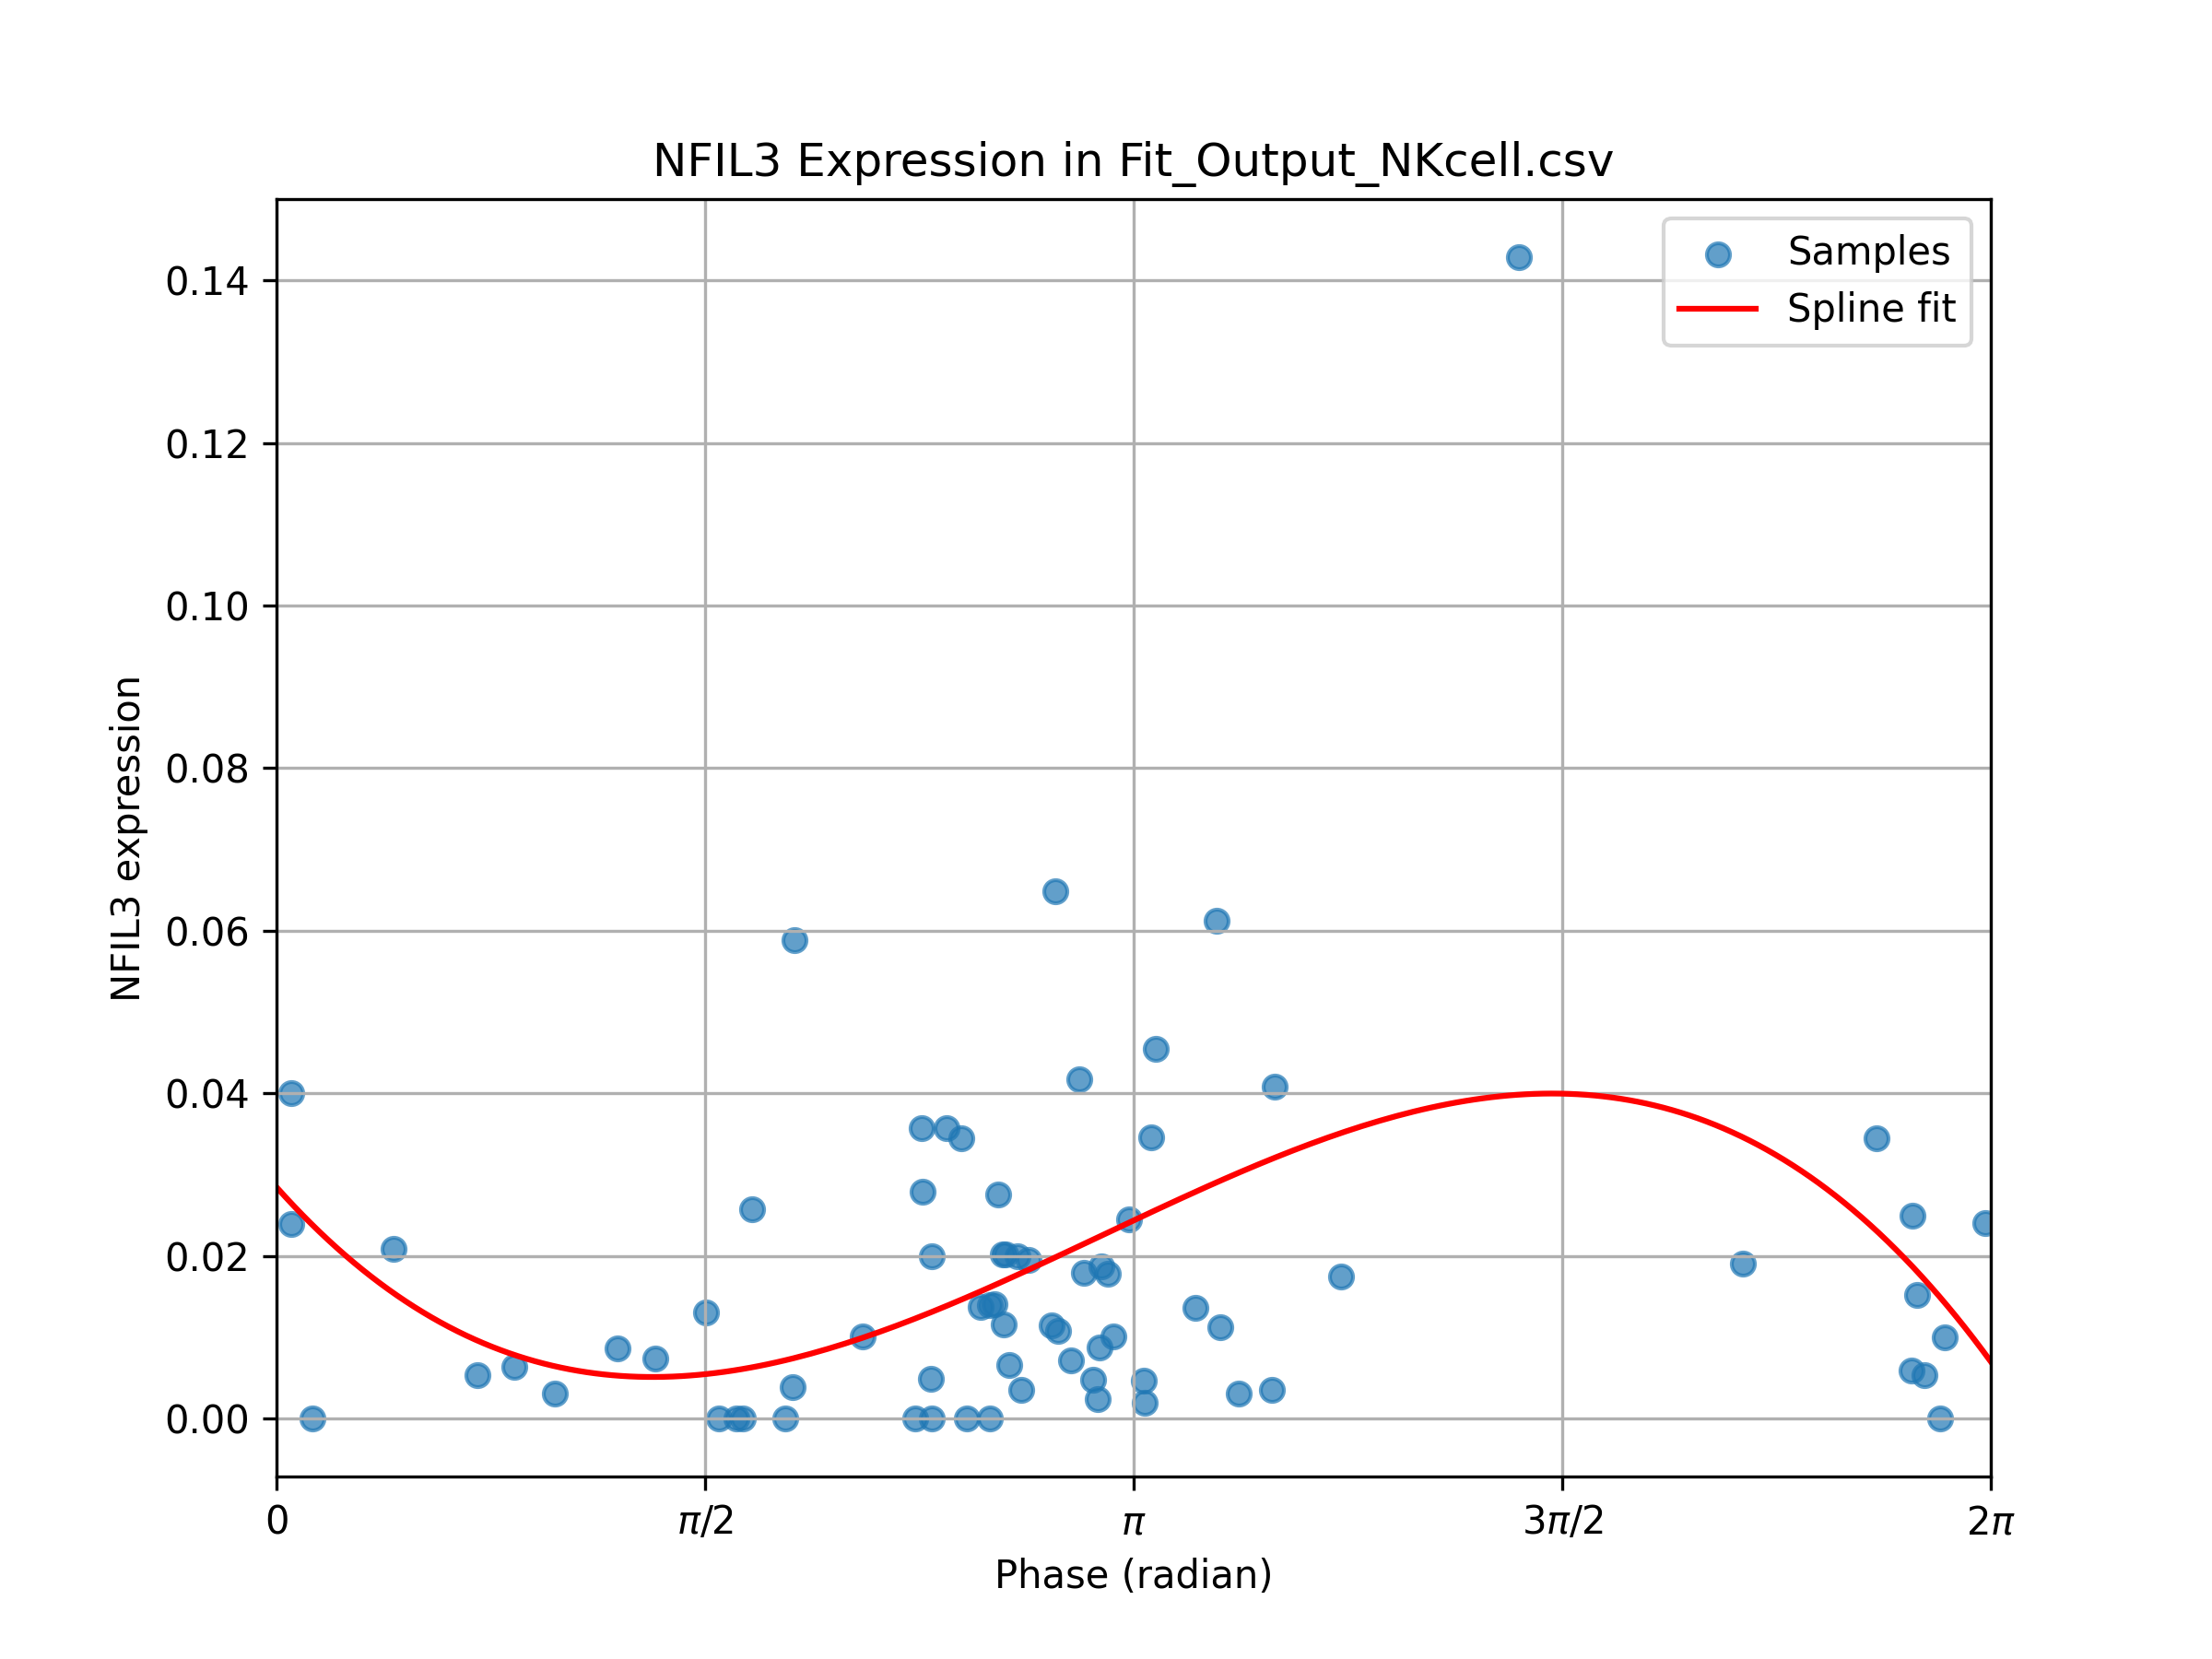 NFIL3 Expression in Fit_Output_NKcell.csv
Samples
Spline fit
NFIL3 expression
0.14
0.12
0.10
0.08
0.06
0.04
0.02
0.00
0
π/2
π
3π/2
2π
Phase (radian)